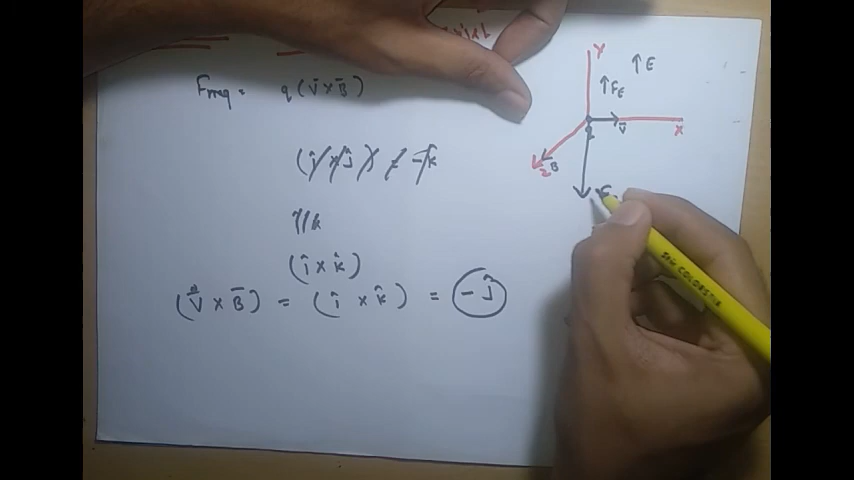 Fmag = q(V̄ × B̄)
(î × ĵ) ≠ -k̂
(î × k̂)
(V̄ × B̄) = (î × k̂) = -ĵ
Y
↑ E
↑ FE
V̄
X
Z B
F